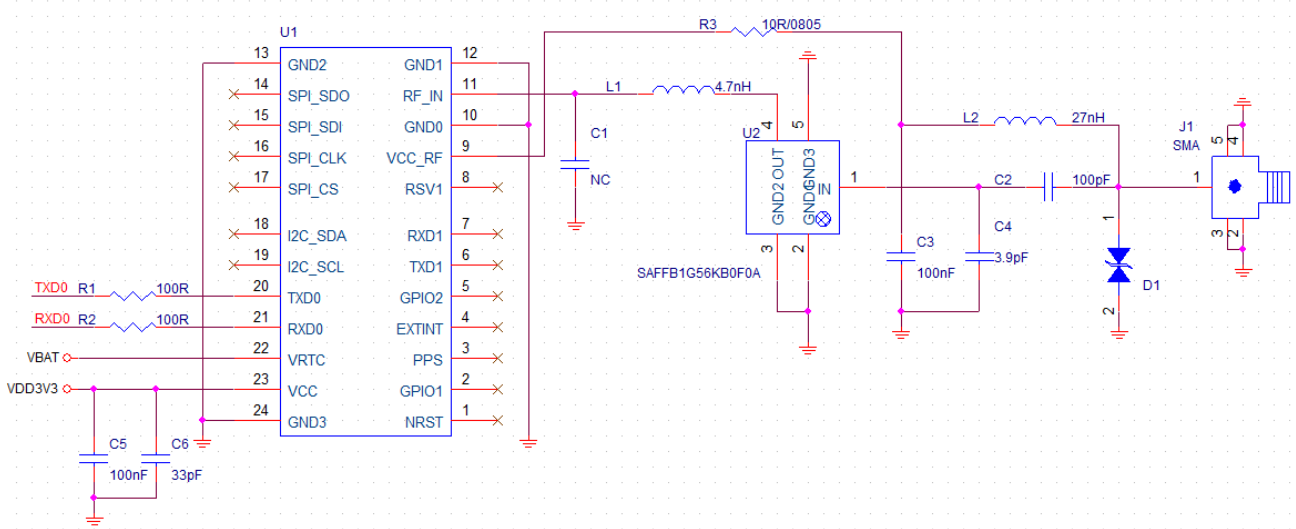 R3 10R/0805
U1
13 GND2 GND1 12
14 SPI_SDO RF_IN 11
15 SPI_SDI GND0 10
16 SPI_CLK VCC_RF 9
17 SPI_CS RSV1 8
18 I2C_SDA RXD1 7
19 I2C_SCL TXD1 6
20 TXD0 GPIO2 5
21 RXD0 EXTINT 4
22 VRTC PPS 3
23 VCC GPIO1 2
24 GND3 NRST 1
TXD0 R1 100R
RXD0 R2 100R
VBAT
VDD3V3
C5
100nF
C6
33pF
L1 4.7nH
C1
NC
U2
4 5
OUT GND3
1 IN
GND2
3 2
SAFFB1G56KB0F0A
L2 27nH
C2 100pF
C3
100nF
C4
3.9pF
1
D1
2
J1
SMA
5 4
1
3 2